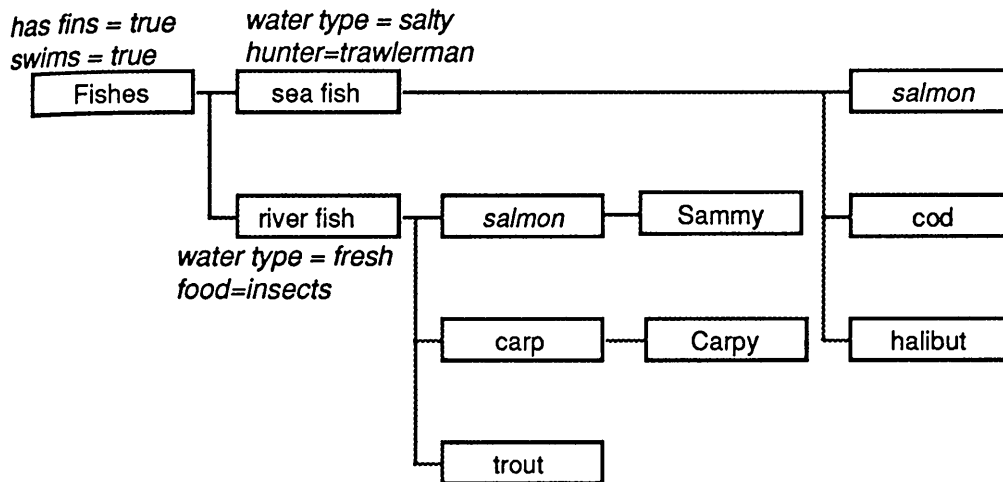 has fins = true
swims = true
water type = salty
hunter=trawlerman
Fishes
sea fish
salmon
river fish
salmon
Sammy
cod
water type = fresh
food=insects
carp
Carpy
halibut
trout